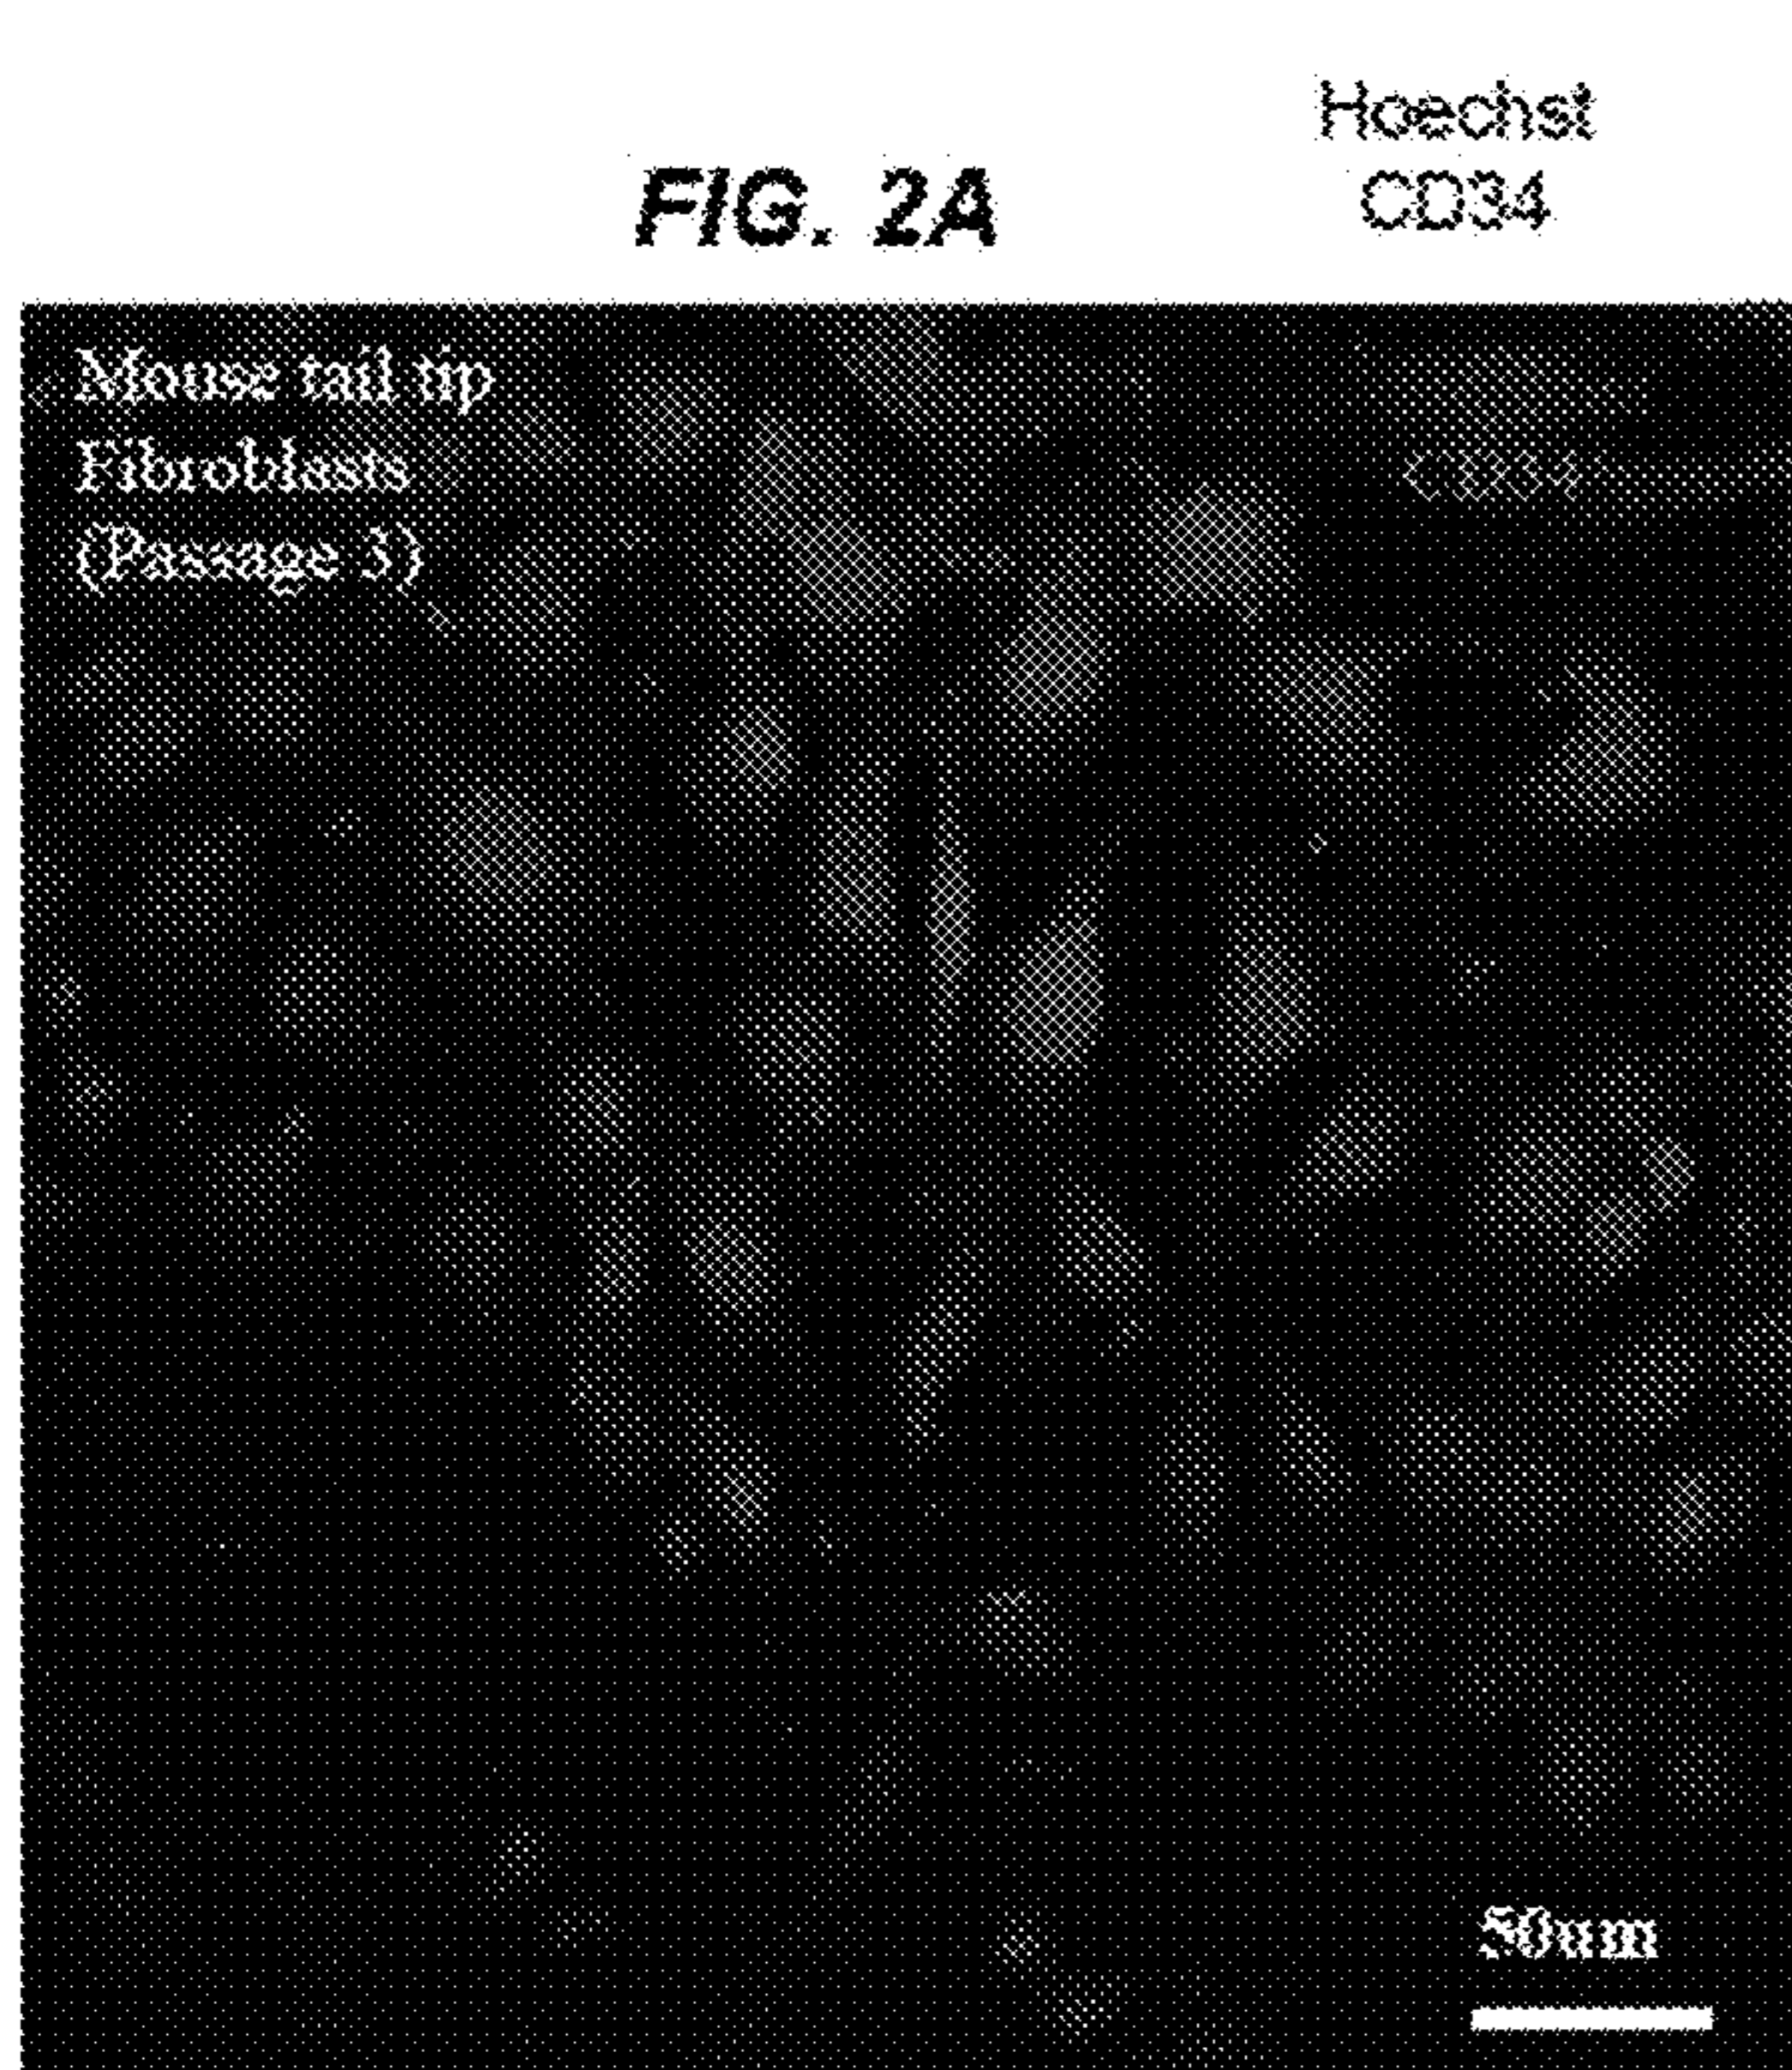 Hoechst
FIG. 2A
CD34
Mouse tail tip
Fibroblasts
(Passage 3)
CD34
50um